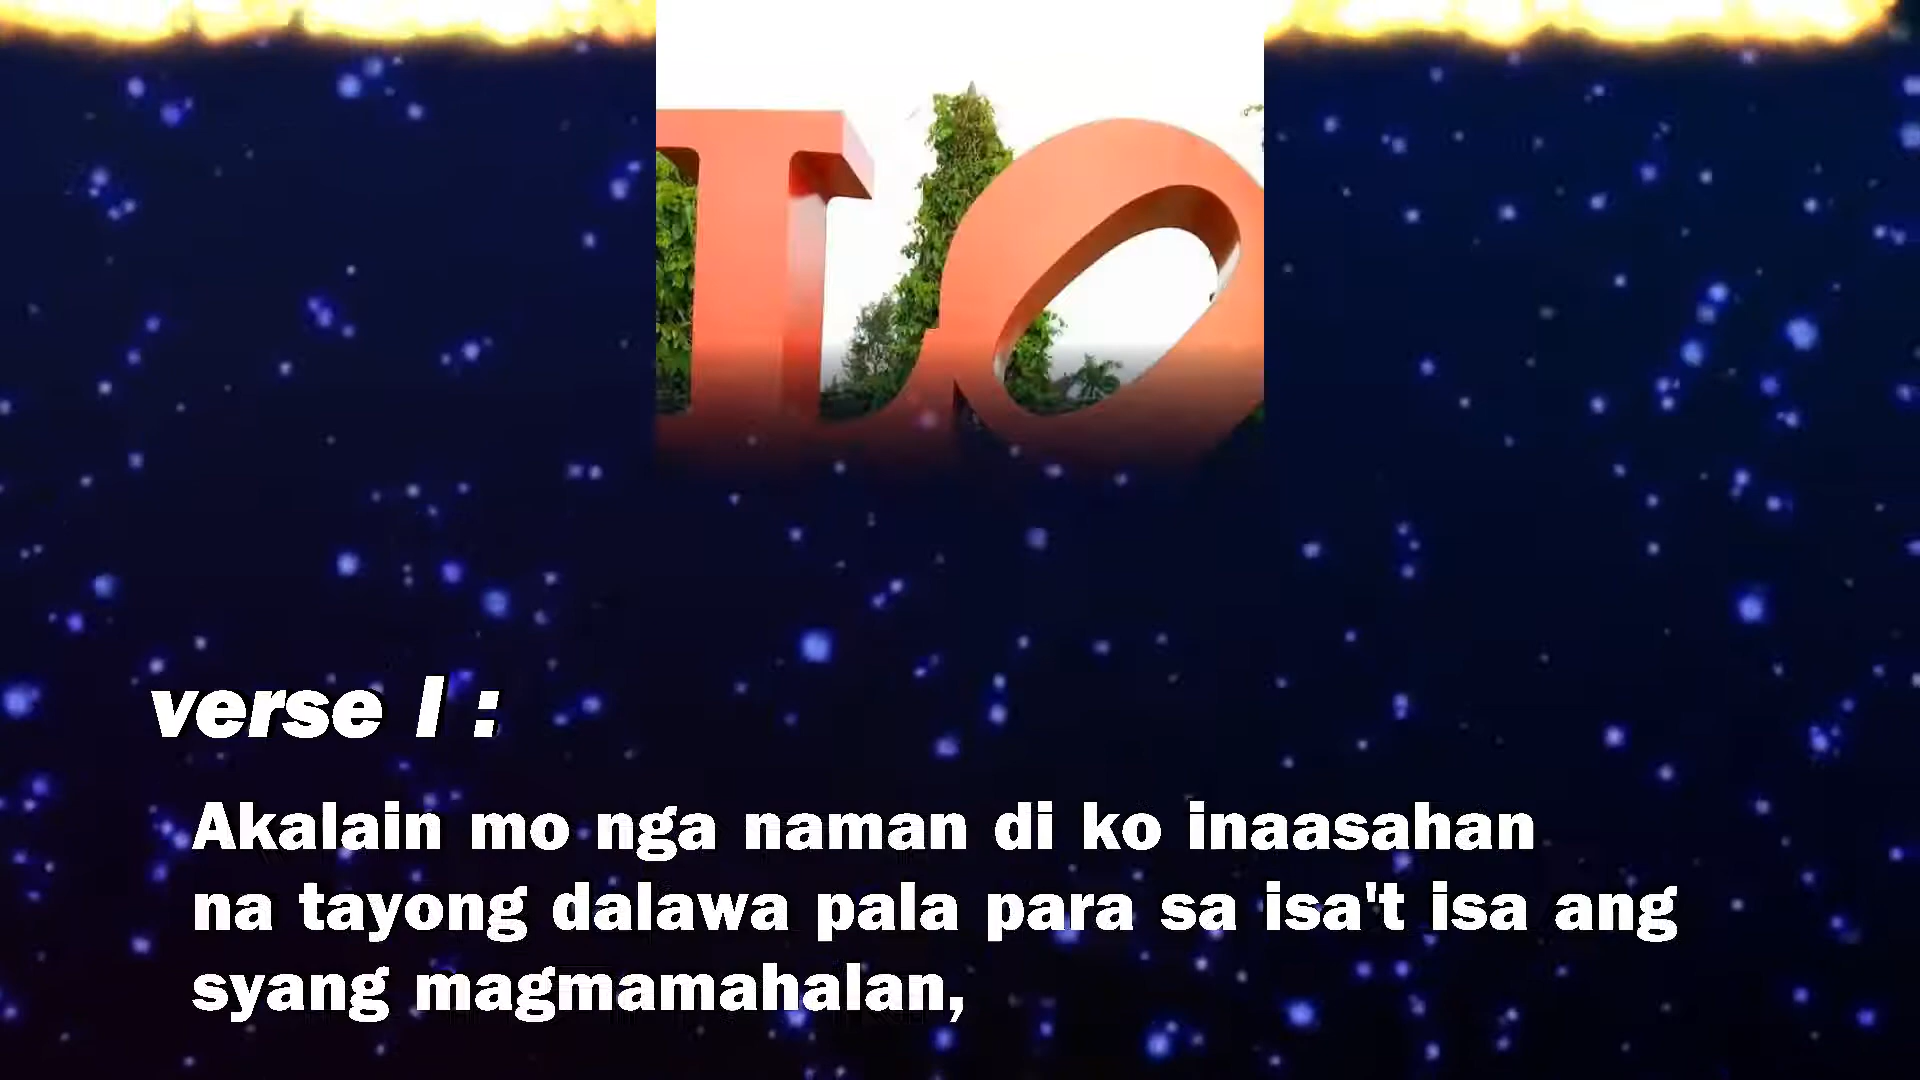 LO
verse I :
Akalain mo nga naman di ko inaasahan
na tayong dalawa pala para sa isa't isa ang
syang magmamahalan,